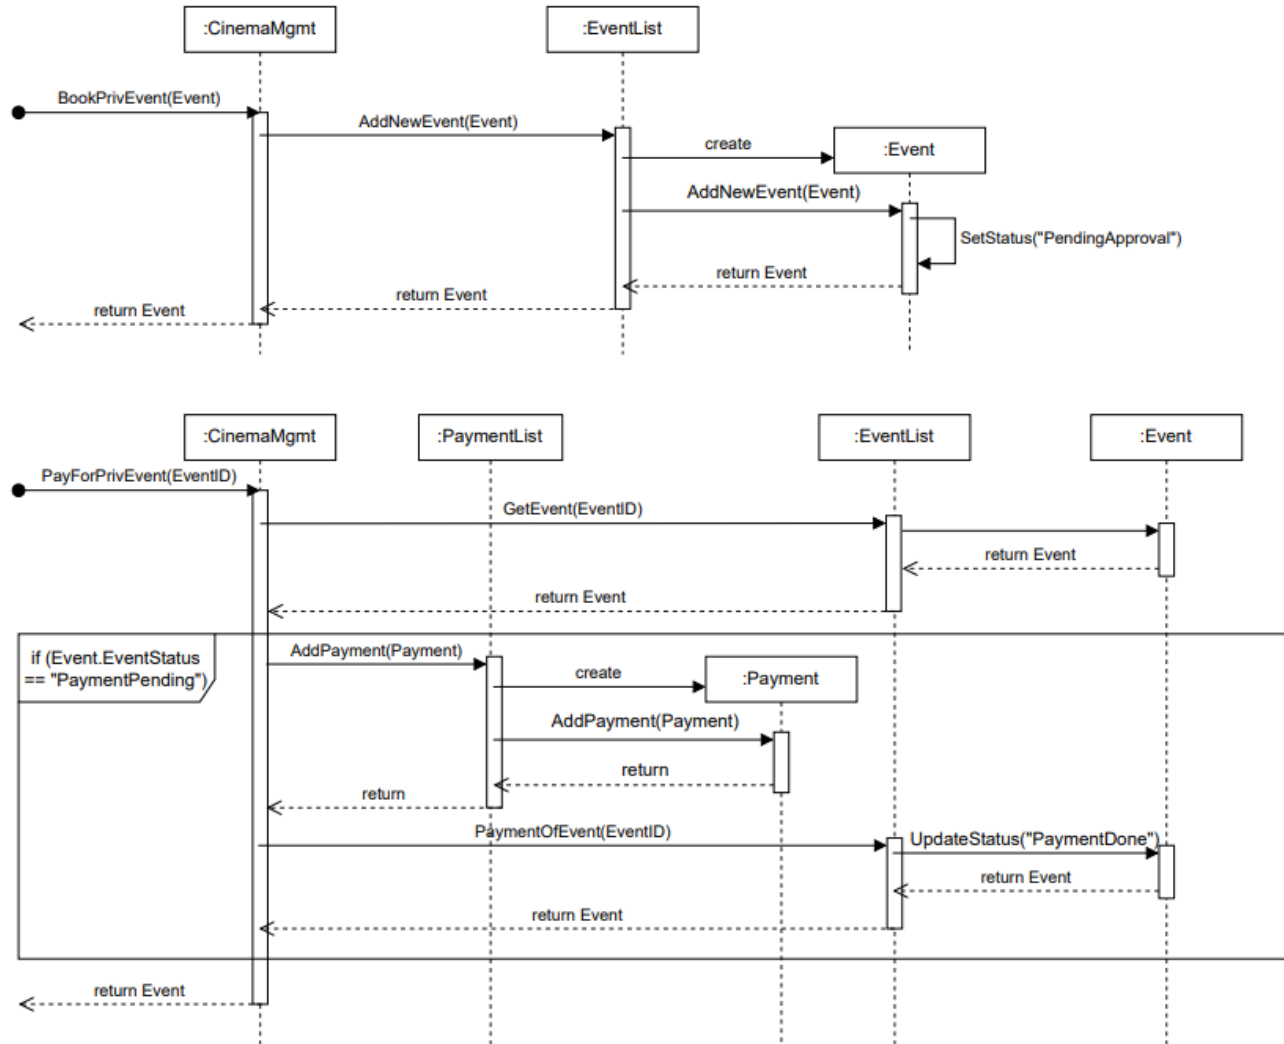 :CinemaMgmt
:EventList
BookPrivEvent(Event)
AddNewEvent(Event)
create
:Event
AddNewEvent(Event)
SetStatus("PendingApproval")
return Event
return Event
return Event
:CinemaMgmt
:PaymentList
:EventList
:Event
PayForPrivEvent(EventID)
GetEvent(EventID)
return Event
return Event
if (Event.EventStatus
== "PaymentPending")
AddPayment(Payment)
create
:Payment
AddPayment(Payment)
return
return
PaymentOfEvent(EventID)
UpdateStatus("PaymentDone")
return Event
return Event
return Event